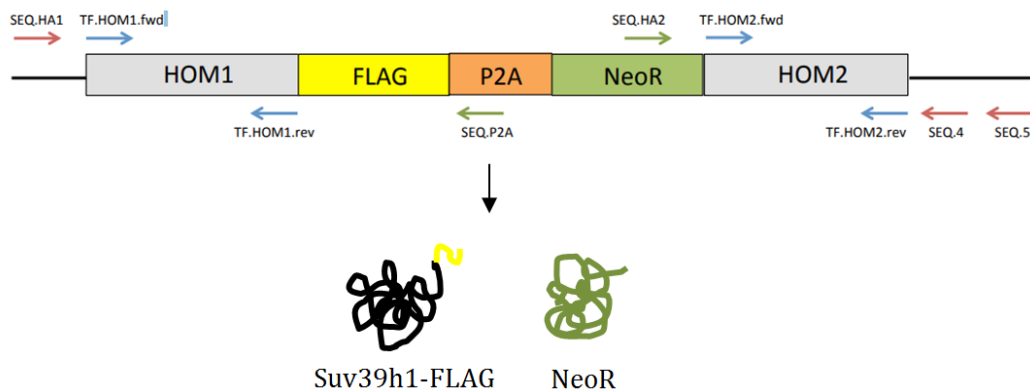 SEQ.HA1 TF.HOM1.fwd SEQ.HA2 TF.HOM2.fwd
HOM1 FLAG P2A NeoR HOM2
TF.HOM1.rev SEQ.P2A TF.HOM2.rev SEQ.4 SEQ.5
Suv39h1-FLAG NeoR